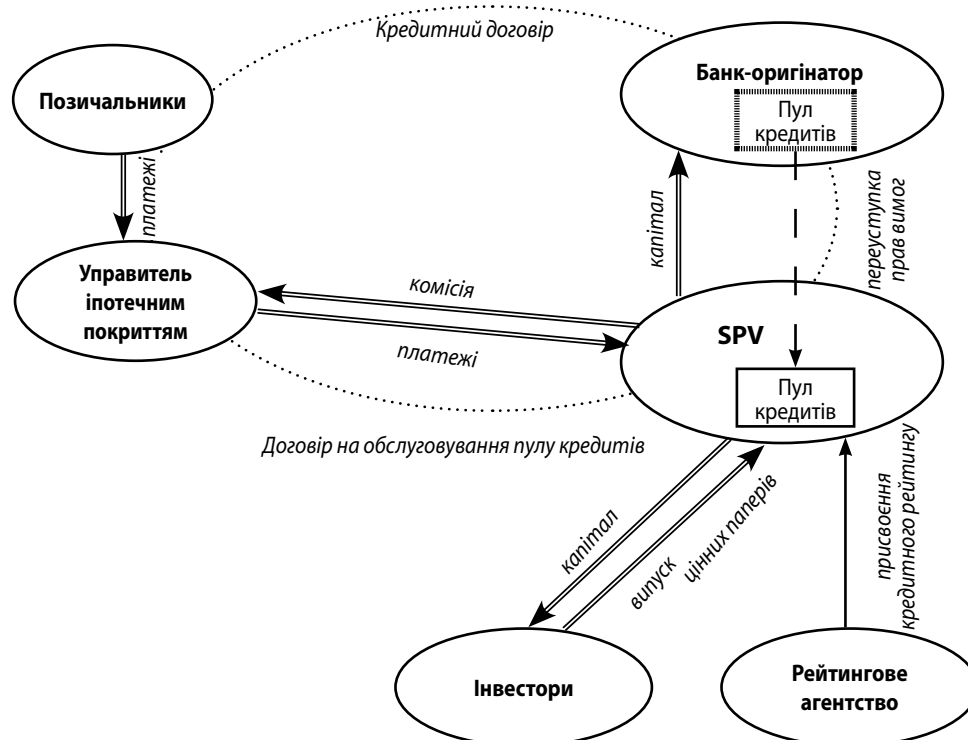 Кредитний договір
Позичальники
Банк-оригінатор
Пул
кредитів
платежі
капітал
переуступка
прав вимог
Управитель
іпотечним
покриттям
комісія
платежі
SPV
Пул
кредитів
Договір на обслуговування пулу кредитів
капітал
випуск
цінних паперів
присвоєння
кредитного рейтингу
Інвестори
Рейтингове
агентство